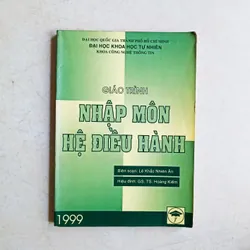 ĐẠI HỌC QUỐC GIA THÀNH PHỐ HỒ CHÍ MINH
ĐẠI HỌC KHOA HỌC TỰ NHIÊN
KHOA CÔNG NGHỆ THÔNG TIN
GIÁO TRÌNH
NHẬP MÔN
HỆ ĐIỀU HÀNH
Biên soạn: Lê Khắc Nhiên Ân
Hiệu đính: GS. TS. Hoàng Kiếm
1999